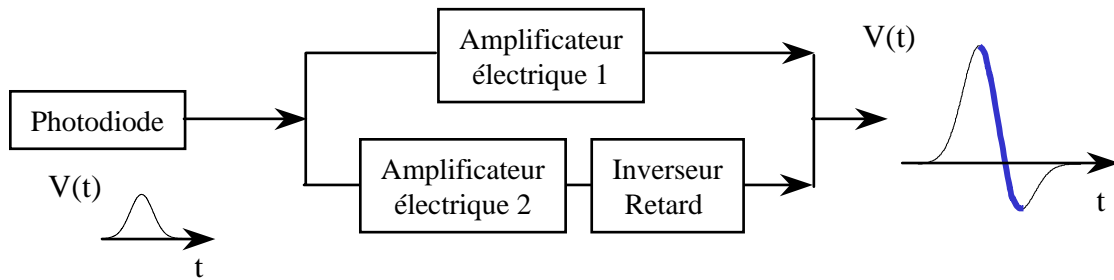 Amplificateur
électrique 1
V(t)
Photodiode
V(t)
t
Amplificateur
électrique 2
Inverseur
Retard
t